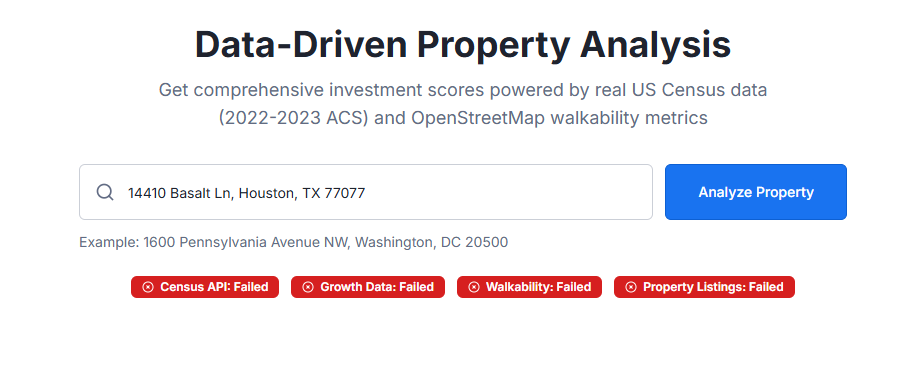 Data-Driven Property Analysis
Get comprehensive investment scores powered by real US Census data
(2022-2023 ACS) and OpenStreetMap walkability metrics
14410 Basalt Ln, Houston, TX 77077
Analyze Property
Example: 1600 Pennsylvania Avenue NW, Washington, DC 20500
Census API: Failed
Growth Data: Failed
Walkability: Failed
Property Listings: Failed